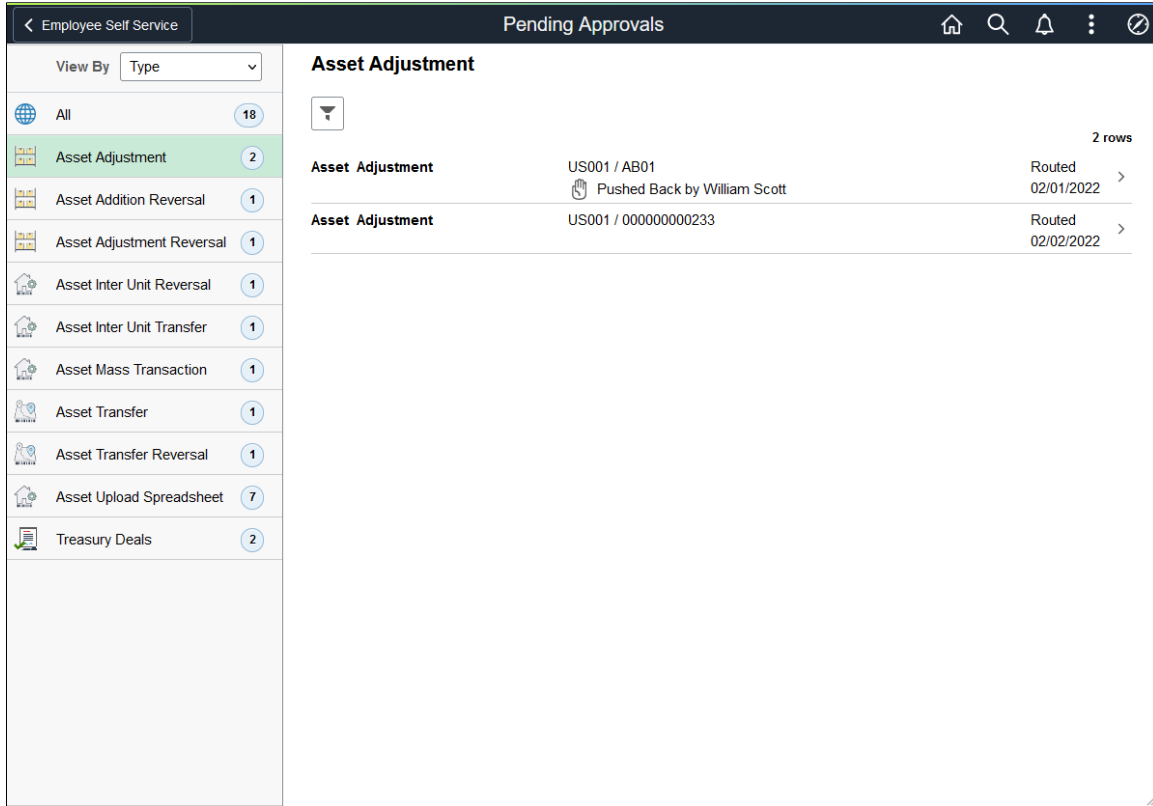 Employee Self Service
Pending Approvals
View By Type
All 18
Asset Adjustment 2
Asset Addition Reversal 1
Asset Adjustment Reversal 1
Asset Inter Unit Reversal 1
Asset Inter Unit Transfer 1
Asset Mass Transaction 1
Asset Transfer 1
Asset Transfer Reversal 1
Asset Upload Spreadsheet 7
Treasury Deals 2
Asset Adjustment
2 rows
Asset Adjustment US001 / AB01 Routed
Pushed Back by William Scott 02/01/2022
Asset Adjustment US001 / 000000000233 Routed
02/02/2022